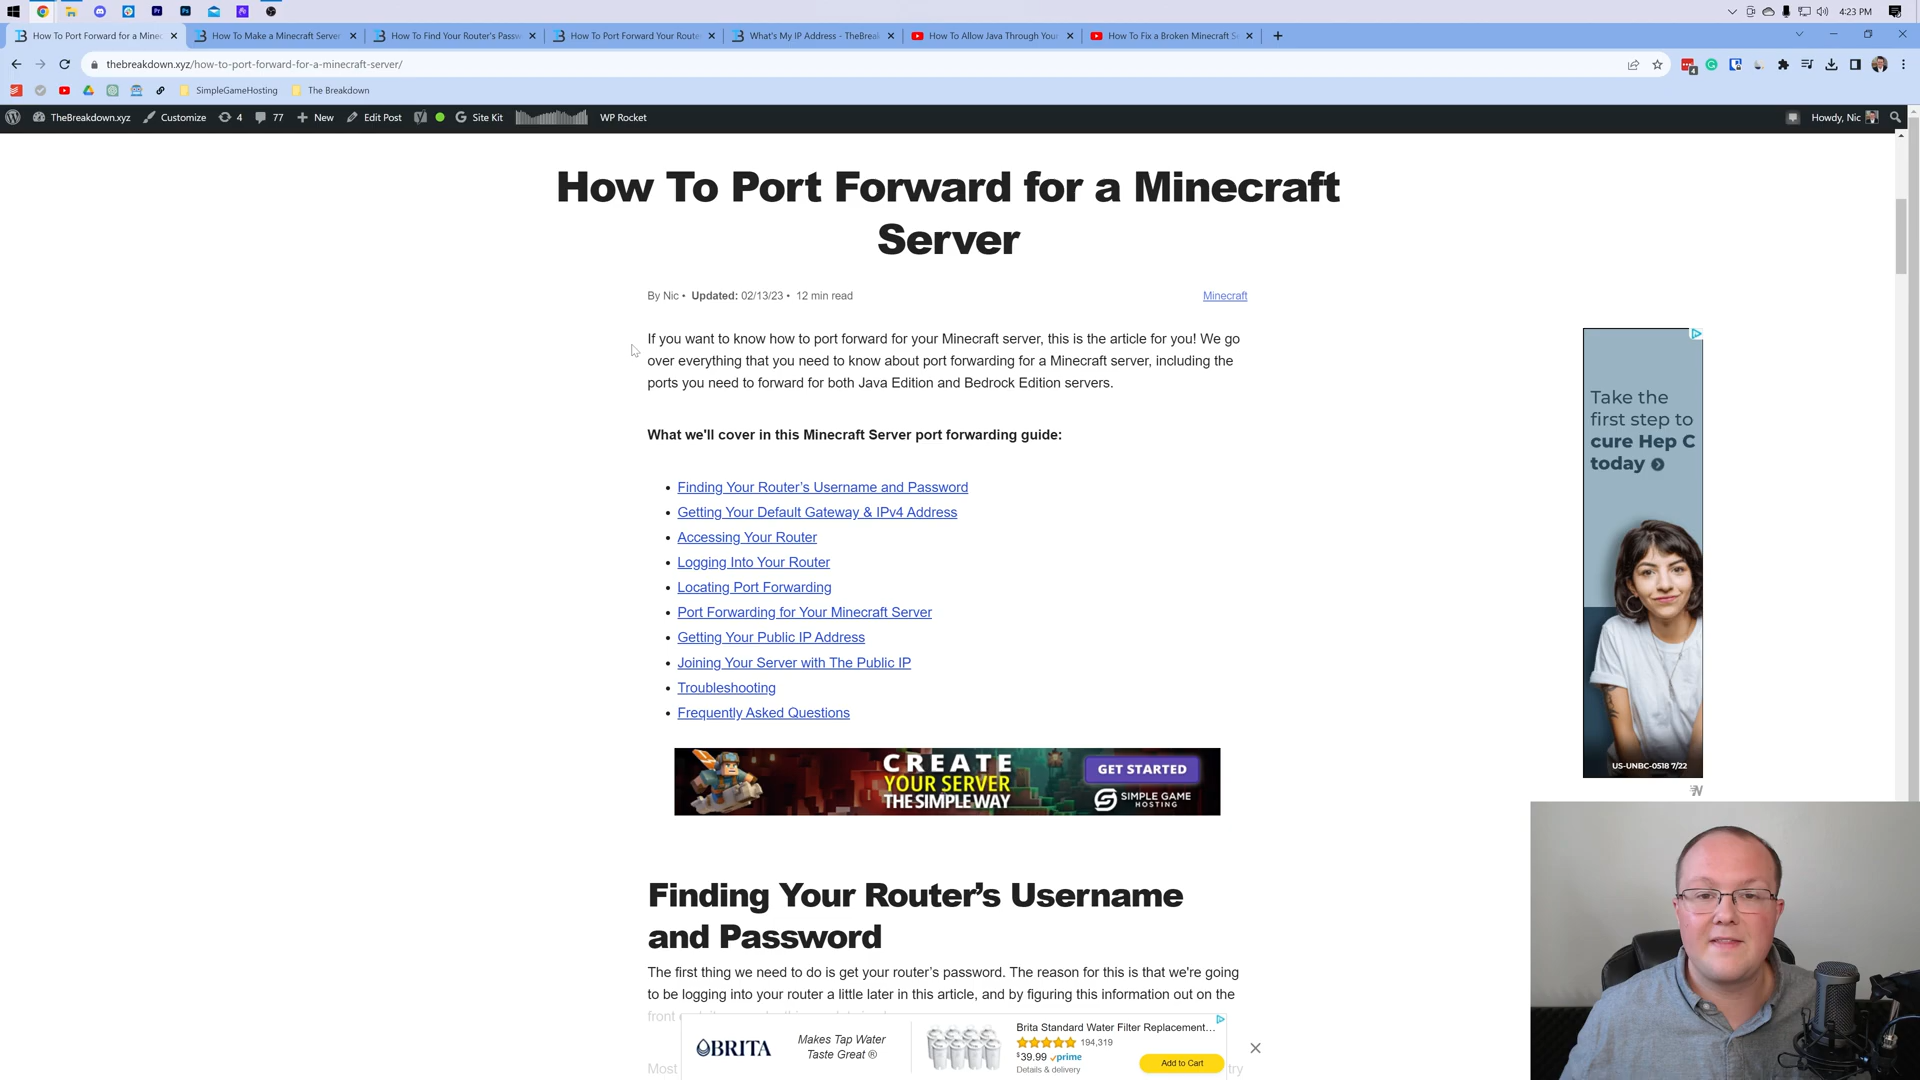 4:23 PM
How To Port Forward for a Minec
How To Make a Minecraft Server
How To Find Your Router's Passw
How To Port Forward Your Route
What's My IP Address - TheBreak
How To Allow Java Through Your
How To Fix a Broken Minecraft Se
thebreakdown.xyz/how-to-port-forward-for-a-minecraft-server/
SimpleGameHosting
The Breakdown
TheBreakdown.xyz
Customize
4
77
New
Edit Post
Site Kit
WP Rocket
Howdy, Nic
How To Port Forward for a Minecraft
Server
By Nic • Updated: 02/13/23 • 12 min read
Minecraft
If you want to know how to port forward for your Minecraft server, this is the article for you! We go
over everything that you need to know about port forwarding for a Minecraft server, including the
ports you need to forward for both Java Edition and Bedrock Edition servers.
What we'll cover in this Minecraft Server port forwarding guide:
• Finding Your Router's Username and Password
• Getting Your Default Gateway & IPv4 Address
• Accessing Your Router
• Logging Into Your Router
• Locating Port Forwarding
• Port Forwarding for Your Minecraft Server
• Getting Your Public IP Address
• Joining Your Server with The Public IP
• Troubleshooting
• Frequently Asked Questions
Take the
first step to
cure Hep C
today
US-UNBC-0518 7/22
CREATE
YOUR SERVER
THE SIMPLE WAY
GET STARTED
SIMPLE GAME
HOSTING
Finding Your Router's Username
and Password
The first thing we need to do is get your router's password. The reason for this is that we're going
to be logging into your router a little later in this article, and by figuring this information out on the
front
Most
try
BRITA
Makes Tap Water
Taste Great ®
Brita Standard Water Filter Replacement...
194,319
$39.99 prime
Details & delivery
Add to Cart